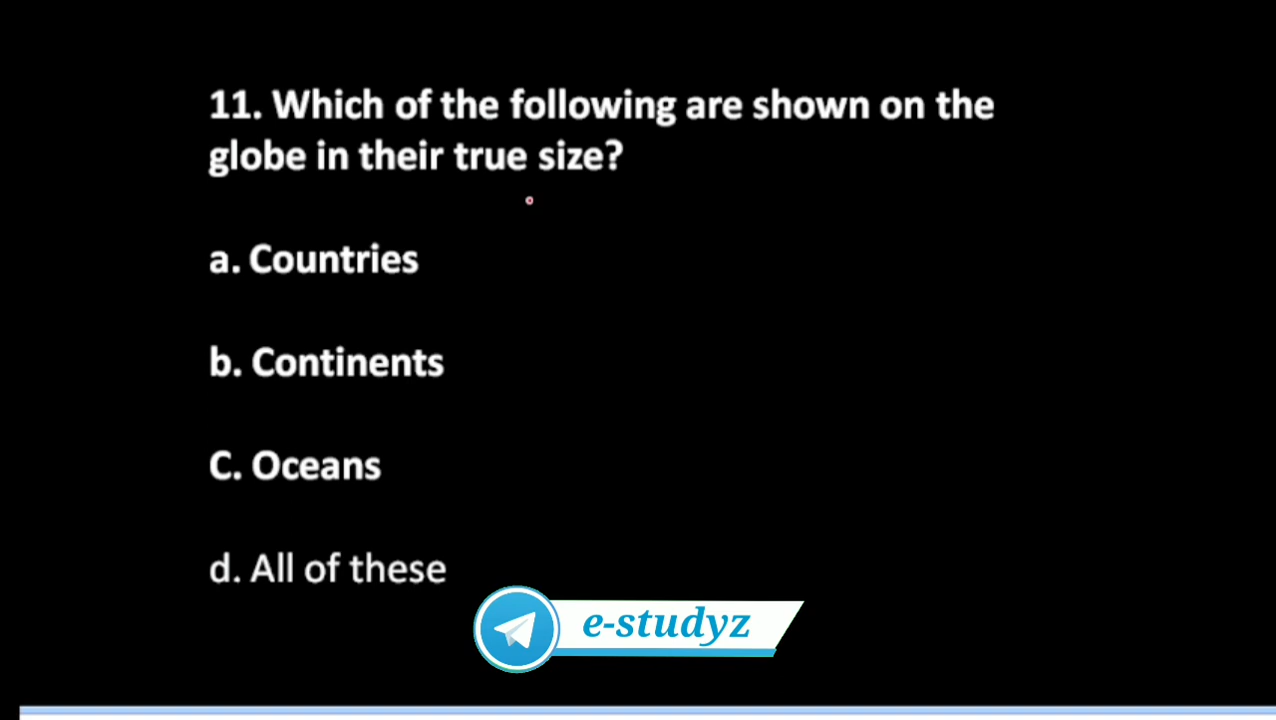 11. Which of the following are shown on the
globe in their true size?
a. Countries
b. Continents
C. Oceans
d. All of these
e-studyz